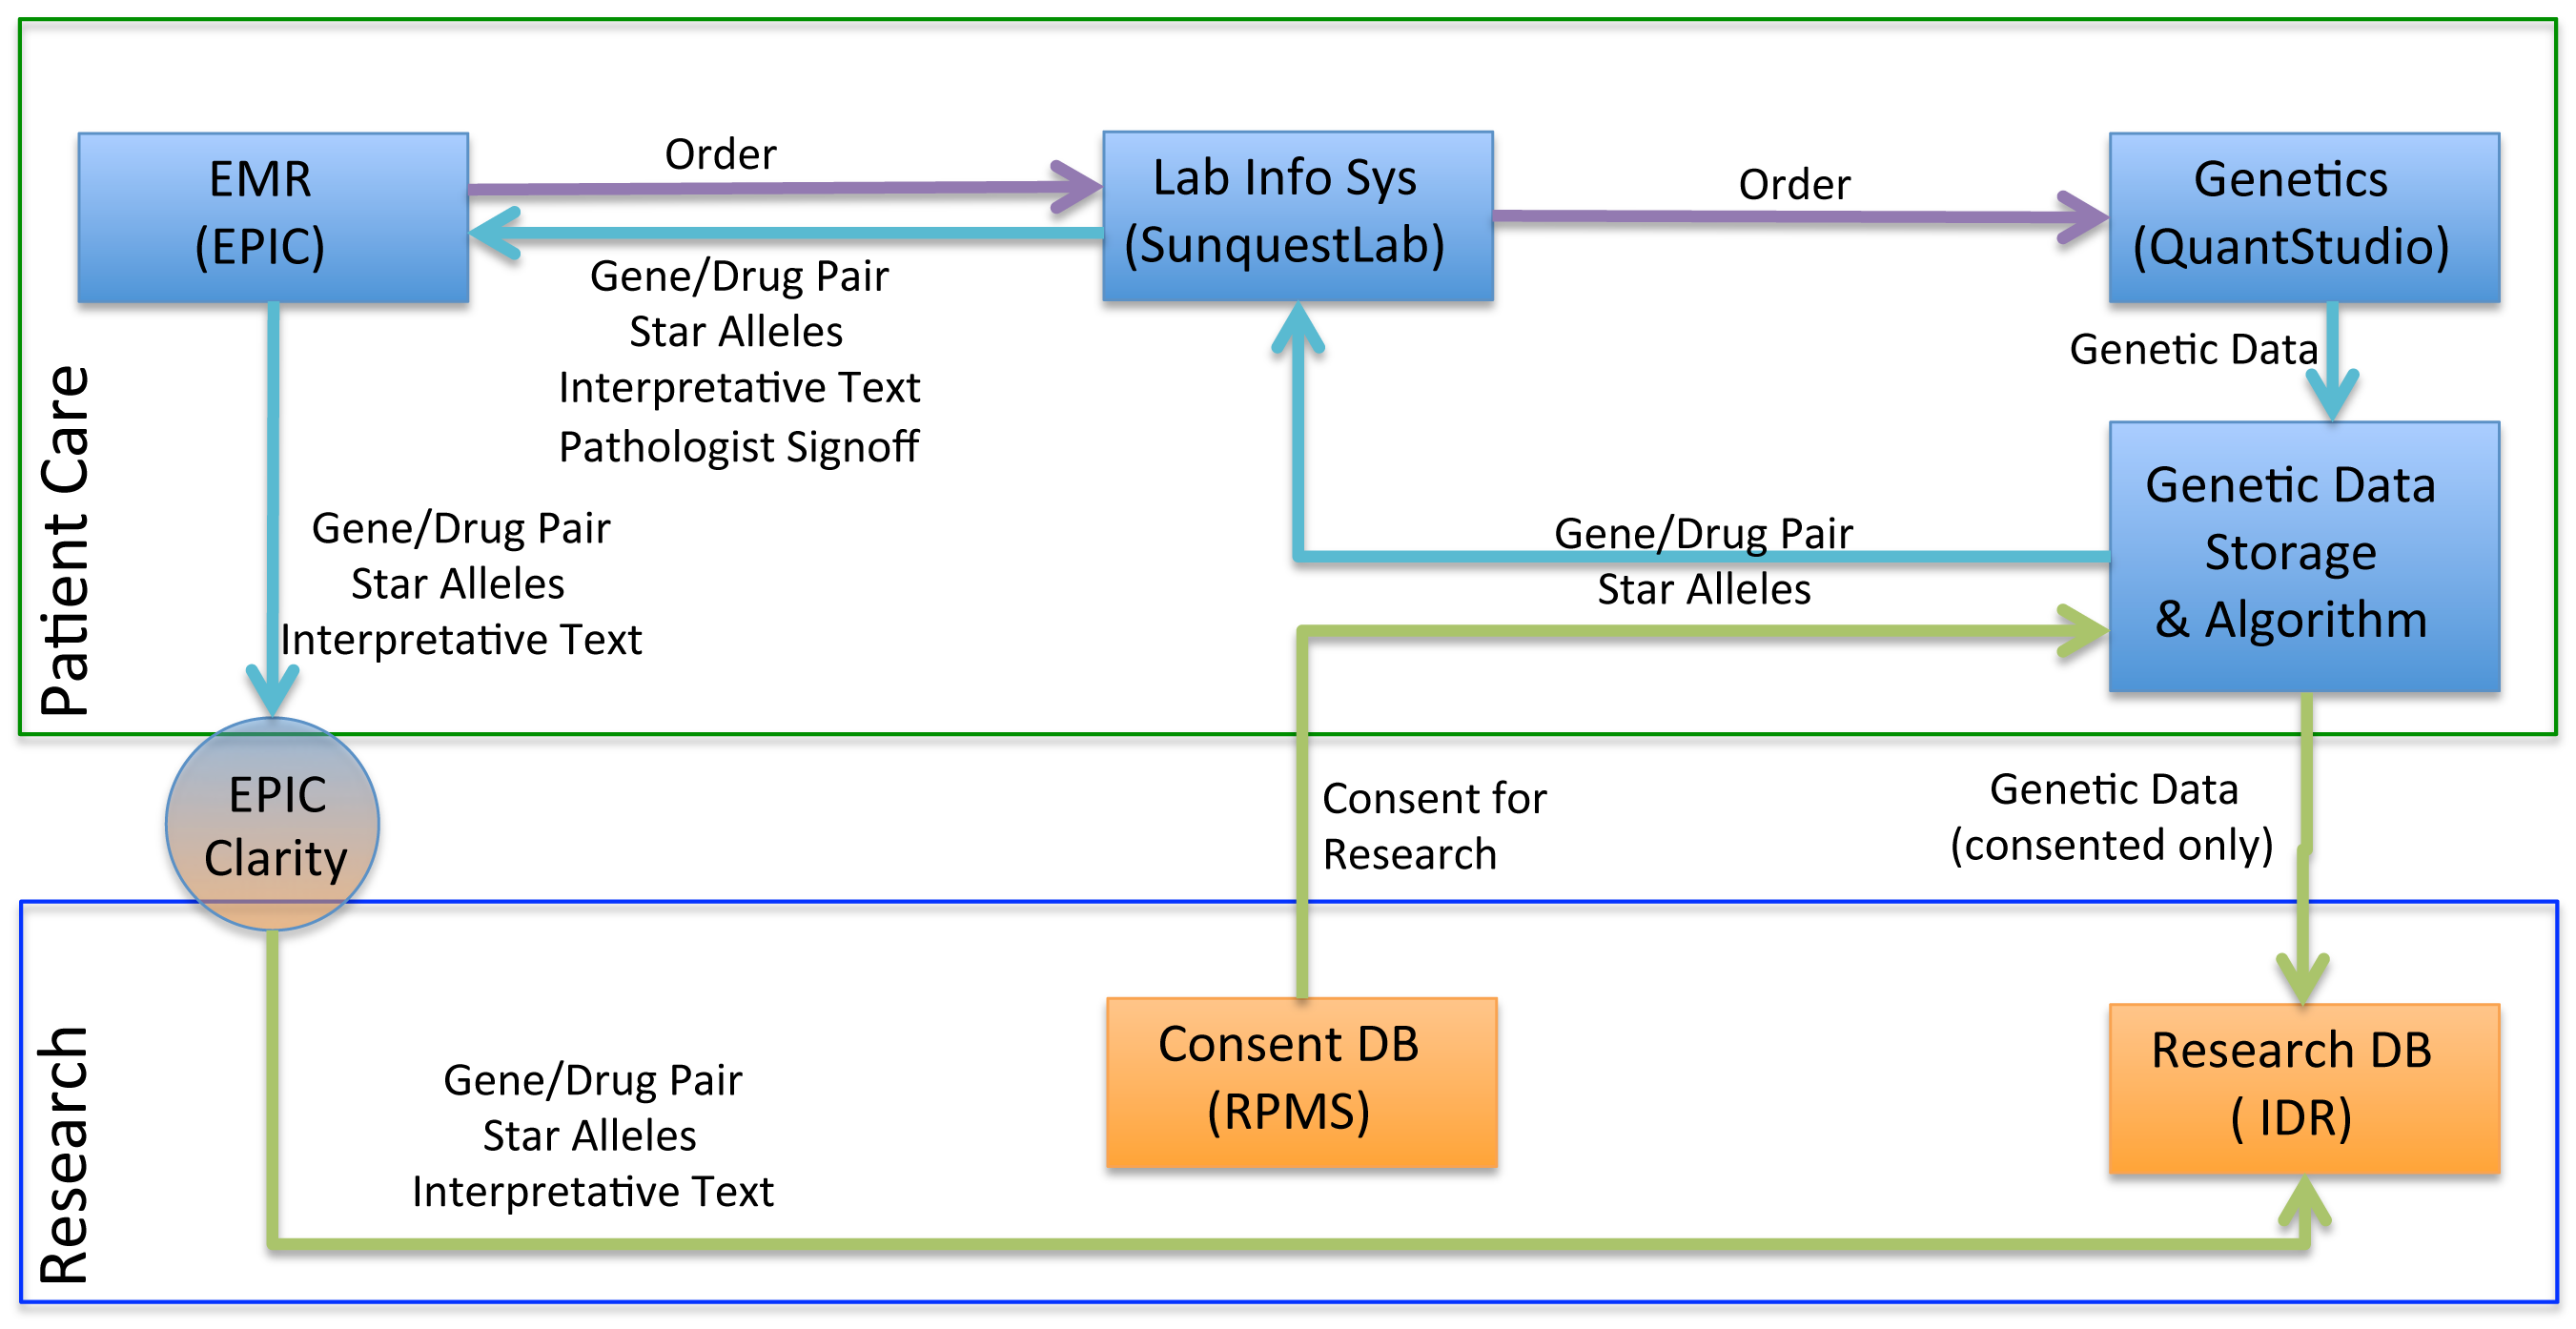 Patient Care
EMR
(EPIC)
Order
Lab Info Sys
(SunquestLab)
Order
Genetics
(QuantStudio)
Gene/Drug Pair
Star Alleles
Interpretative Text
Pathologist Signoff
Genetic Data
Genetic Data
Storage
& Algorithm
Gene/Drug Pair
Star Alleles
Gene/Drug Pair
Star Alleles
Interpretative Text
EPIC
Clarity
Consent for
Research
Genetic Data
(consented only)
Research
Gene/Drug Pair
Star Alleles
Interpretative Text
Consent DB
(RPMS)
Research DB
( IDR)